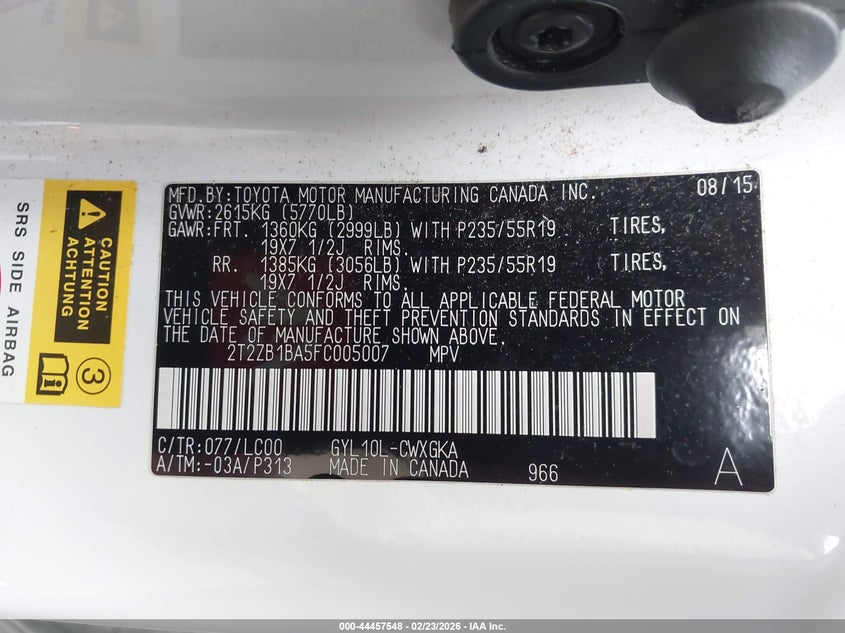 MFD.BY:TOYOTA MOTOR MANUFACTURING CANADA INC. 08/15
GVWR:2615KG (5770LB)
GAWR:FRT. 1360KG (2999LB) WITH P235/55R19 TIRES,
19X7 1/2J RIMS.
RR. 1385KG (3056LB) WITH P235/55R19 TIRES,
19X7 1/2J RIMS.
THIS VEHICLE CONFORMS TO ALL APPLICABLE FEDERAL MOTOR
VEHICLE SAFETY AND THEFT PREVENTION STANDARDS IN EFFECT ON
THE DATE OF MANUFACTURE SHOWN ABOVE.
2T2ZB1BA5FC005007 MPV
C/TR:077/LC00 GYL10L-CWXGKA
A/TM:-03A/P313 MADE IN CANADA 966 A
SRS SIDE AIRBAG
CAUTION
ATTENTION
ACHTUNG
3
000-44457548 - 02/23/2026 - IAA Inc.